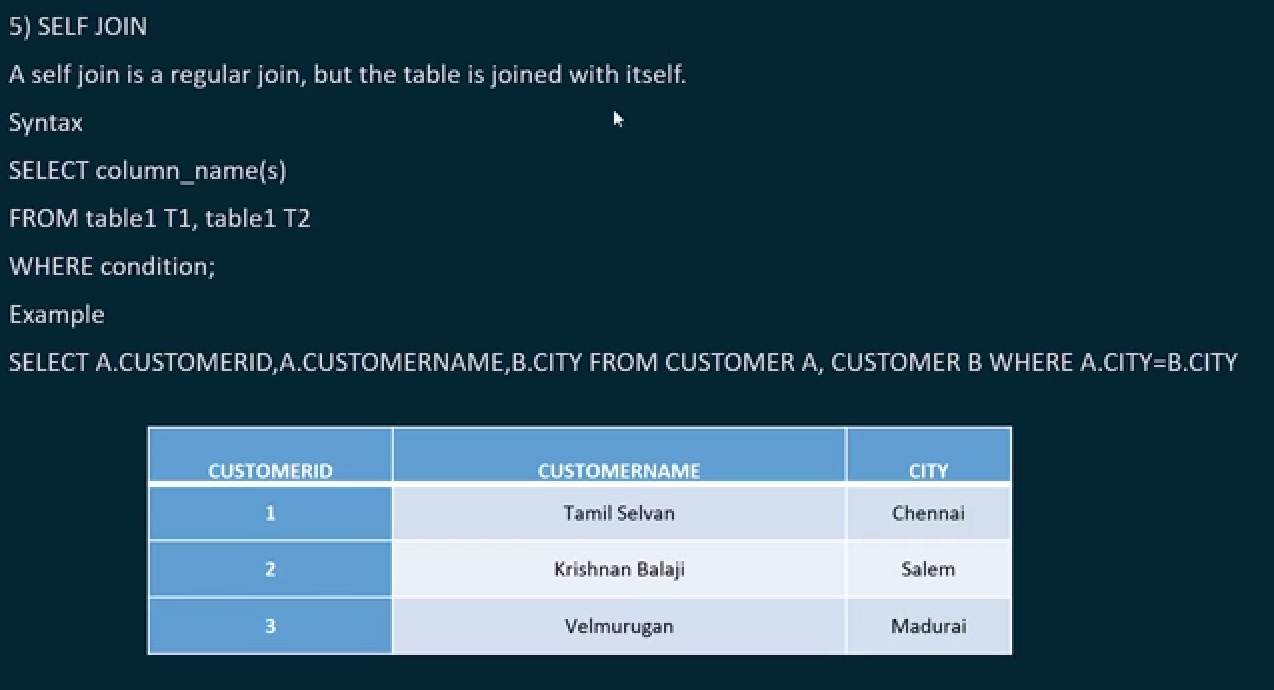 5) SELF JOIN
A self join is a regular join, but the table is joined with itself.
Syntax
SELECT column_name(s)
FROM table1 T1, table1 T2
WHERE condition;
Example
SELECT A.CUSTOMERID,A.CUSTOMERNAME,B.CITY FROM CUSTOMER A, CUSTOMER B WHERE A.CITY=B.CITY
CUSTOMERID CUSTOMERNAME CITY
1 Tamil Selvan Chennai
2 Krishnan Balaji Salem
3 Velmurugan Madurai